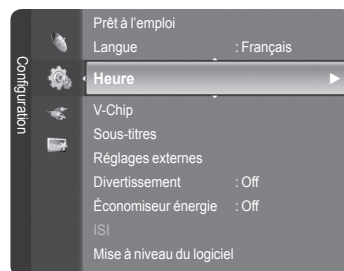 Configuration
Prêt à l'emploi
Langue : Français
Heure
V-Chip
Sous-titres
Réglages externes
Divertissement : Off
Économiseur énergie : Off
ISI
Mise à niveau du logiciel